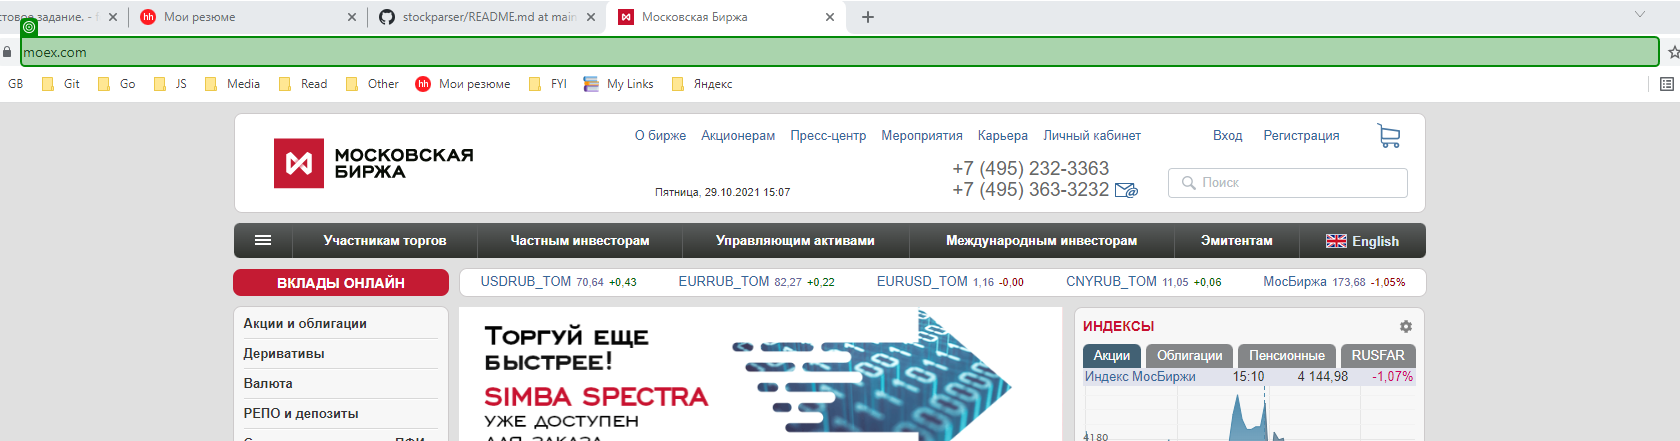 стовое задание. - f
Мои резюме
stockparser/README.md at main
Московская Биржа
moex.com
GB
Git
Go
JS
Media
Read
Other
hh
Мои резюме
FYI
My Links
Яндекс
МОСКОВСКАЯ
БИРЖА
О бирже Акционерам Пресс-центр Мероприятия Карьера Личный кабинет
Вход Регистрация
Пятница, 29.10.2021 15:07
+7 (495) 232-3363
+7 (495) 363-3232
Поиск
Участникам торгов
Частным инвесторам
Управляющим активами
Международным инвесторам
Эмитентам
English
ВКЛАДЫ ОНЛАЙН
USDRUB_TOM 70,64 +0,43
EURRUB_TOM 82,27 +0,22
EURUSD_TOM 1,16 -0,00
CNYRUB_TOM 11,05 +0,06
МосБиржа 173,68 -1,05%
Акции и облигации
Деривативы
Валюта
РЕПО и депозиты
ТОРГУЙ ЕЩЕ
БЫСТРЕЕ!
SIMBA SPECTRA
УЖЕ ДОСТУПЕН
ДЛЯ ЗАКАЗА
ИНДЕКСЫ
Акции Облигации Пенсионные RUSFAR
Индекс МосБиржи 15:10 4 144,98 -1,07%
4180